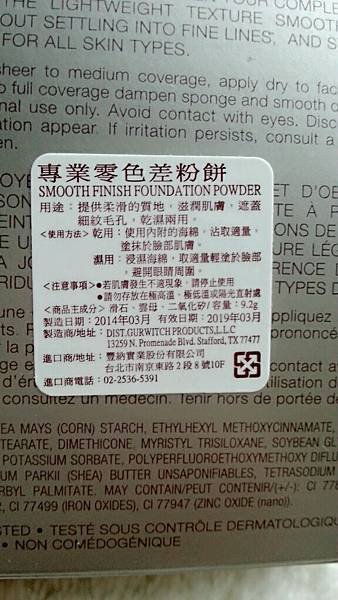 THE LIGHTWEIGHT TEXTURE SMOOTH
OUT SETTLING INTO FINE LINES, AND
FOR ALL SKIN TYPES.
sheer to medium coverage, apply dry to fac
o full coverage dampen sponge and smooth o
nal use only. Avoid contact with eyes. Disc
ation appear. If irritation persists, consult a
專業零色差粉餅
SMOOTH FINISH FOUNDATION POWDER
用途：提供柔滑的質地，滋潤肌膚，遮蓋
細紋毛孔，乾濕兩用。
<使用方法> 乾用：使用內附的海綿，沾取適量，
塗抹於臉部肌膚。
濕用：浸濕海綿，取適量輕塗於臉部，
避開眼睛周圍。
<注意事項>●若肌膚發生不適現象，請停止使用
●請勿存放在極高溫、極低溫或陽光直射處
<商品主成分> 滑石、雲母、二氧化矽/ 容量：9.2g
製造日期：2014年03月 有效日期：2019年03月
製造商/地址：DIST.GURWITCH PRODUCTS,L.L.C
13259 N. Promenade Blvd. Stafford, TX 77477
進口商/地址：豐納實業股份有限公司
台北市南京東路2段8號10F
進口商電話：02-2536-5391
consultez un médecin. Tenir hors de portée de
EA MAYS (CORN) STARCH, ETHYLHEXYL METHOXYCINNAMATE,
STEARATE, DIMETHICONE, MYRISTYL TRISILOXANE, SOYBEAN GL
POTASSIUM SORBATE, POLYPERFLUOROETHOXYMETHOXY DIFLU
MUM PARKII (SHEA) BUTTER UNSAPONIFIABLES, TETRASODIUM
RBYL PALMITATE. MAY CONTAIN/PEUT CONTENIR/(+/-): CI 778
2, CI 77499 (IRON OXIDES), CI 77947 (ZINC OXIDE (nano)).
STED • TESTÉ SOUS CONTRÔLE DERMATOLOGIQU
• NON COMÉDOGÉNIQUE